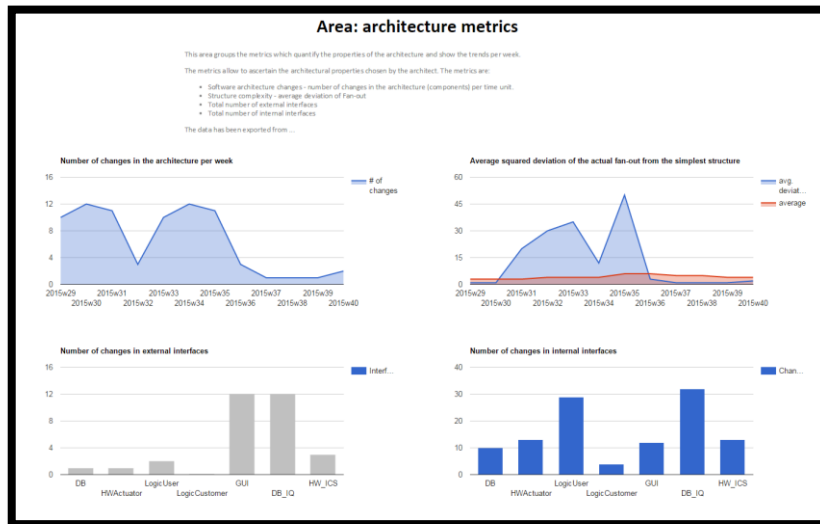 Area: architecture metrics
This area groups the metrics which quantify the properties of the architecture and show the trends per week.
The metrics allow to ascertain the architectural properties chosen by the architect. The metrics are:
• Software architecture changes - number of changes in the architecture (components) per time unit.
• Structure complexity - average deviation of Fan-out
• Total number of external interfaces
• Total number of internal interfaces
The data has been exported from ...
Number of changes in the architecture per week
16
12
8
4
0
2015w29 2015w31 2015w33 2015w35 2015w37 2015w39
2015w30 2015w32 2015w34 2015w36 2015w38 2015w40
# of
changes
Average squared deviation of the actual fan-out from the simplest structure
60
45
30
15
0
2015w29 2015w31 2015w33 2015w35 2015w37 2015w39
2015w30 2015w32 2015w34 2015w36 2015w38 2015w40
avg.
deviat...
average
Number of changes in external interfaces
16
12
8
4
0
DB LogicUser GUI HW_ICS
HWActuator LogicCustomer DB_IQ
Interf...
Number of changes in internal interfaces
40
30
20
10
0
DB LogicUser GUI HW_ICS
HWActuator LogicCustomer DB_IQ
Chan...